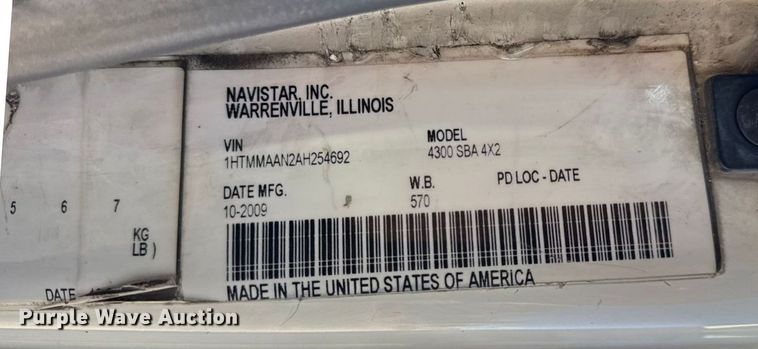 NAVISTAR, INC.
WARRENVILLE, ILLINOIS
VIN MODEL
1HTMMAAN2AH254692 4300 SBA 4X2
DATE MFG. W.B. PD LOC - DATE
10-2009 570
MADE IN THE UNITED STATES OF AMERICA
5 6 7
KG
LB )
DATE
Purple Wave Auction